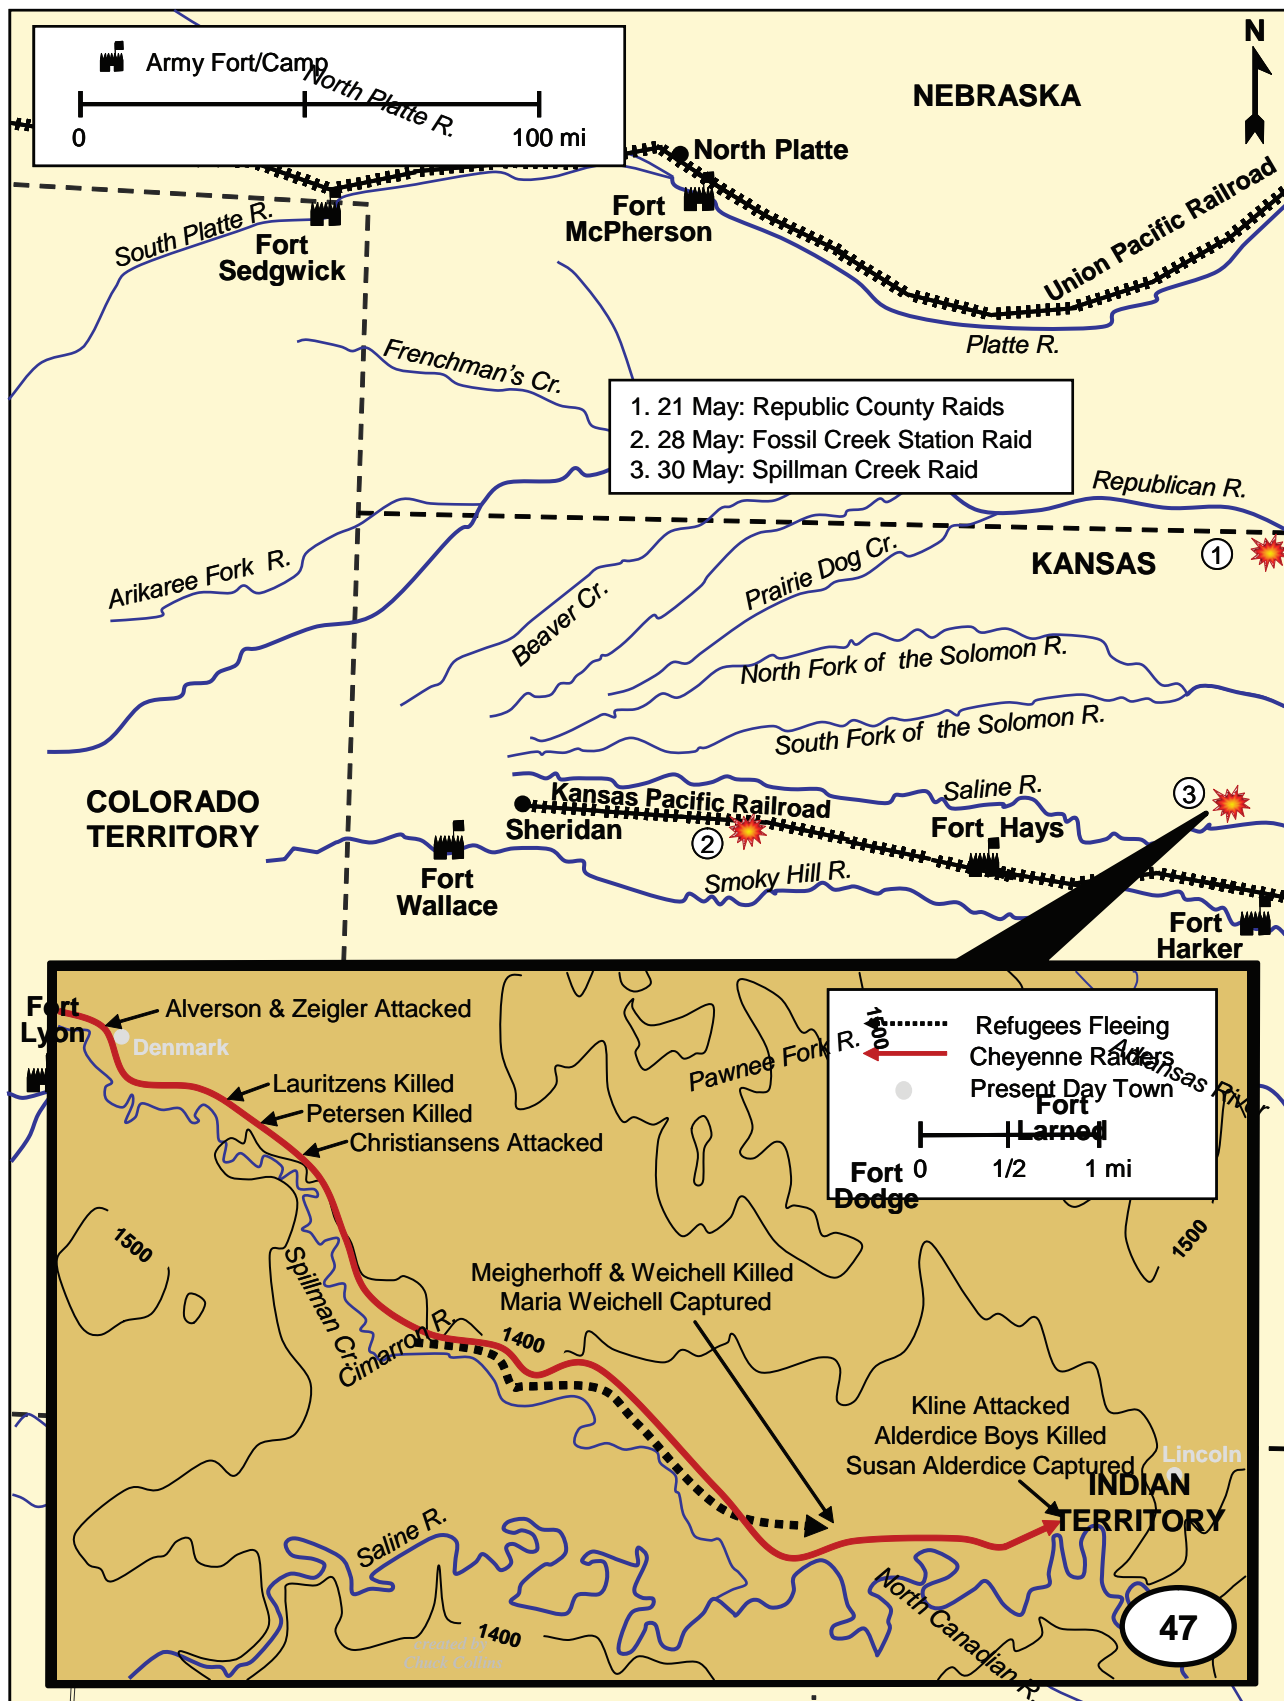 N
Army Fort/Camp
North Platte R.
0
100 mi
NEBRASKA
North Platte
Union Pacific Railroad
Fort
McPherson
South Platte R.
Fort
Sedgwick
Platte R.
Frenchman's Cr.
1. 21 May: Republic County Raids
2. 28 May: Fossil Creek Station Raid
3. 30 May: Spillman Creek Raid
Republican R.
KANSAS
1
Arikaree Fork R.
Prairie Dog Cr.
Beaver Cr.
North Fork of the Solomon R.
South Fork of the Solomon R.
COLORADO
TERRITORY
Saline R.
3
Kansas Pacific Railroad
Sheridan
2
Fort Hays
Smoky Hill R.
Fort
Wallace
Fort
Harker
Fort
Lyon
Alverson & Zeigler Attacked
Denmark
Lauritzens Killed
Petersen Killed
Christiansens Attacked
Pawnee Fork R.
1500
Refugees Fleeing
Cheyenne Raiders
Present Day Town
Arkansas River
Fort
Larned
0
1/2
1 mi
Fort
Dodge
1500
1500
Spillman Cr.
Cimarron R.
1400
Meigherhoff & Weichell Killed
Maria Weichell Captured
Kline Attacked
Alderdice Boys Killed
Susan Alderdice Captured
Lincoln
INDIAN
TERRITORY
Saline R.
North Canadian R.
1400
created by
Chuck Collins
47